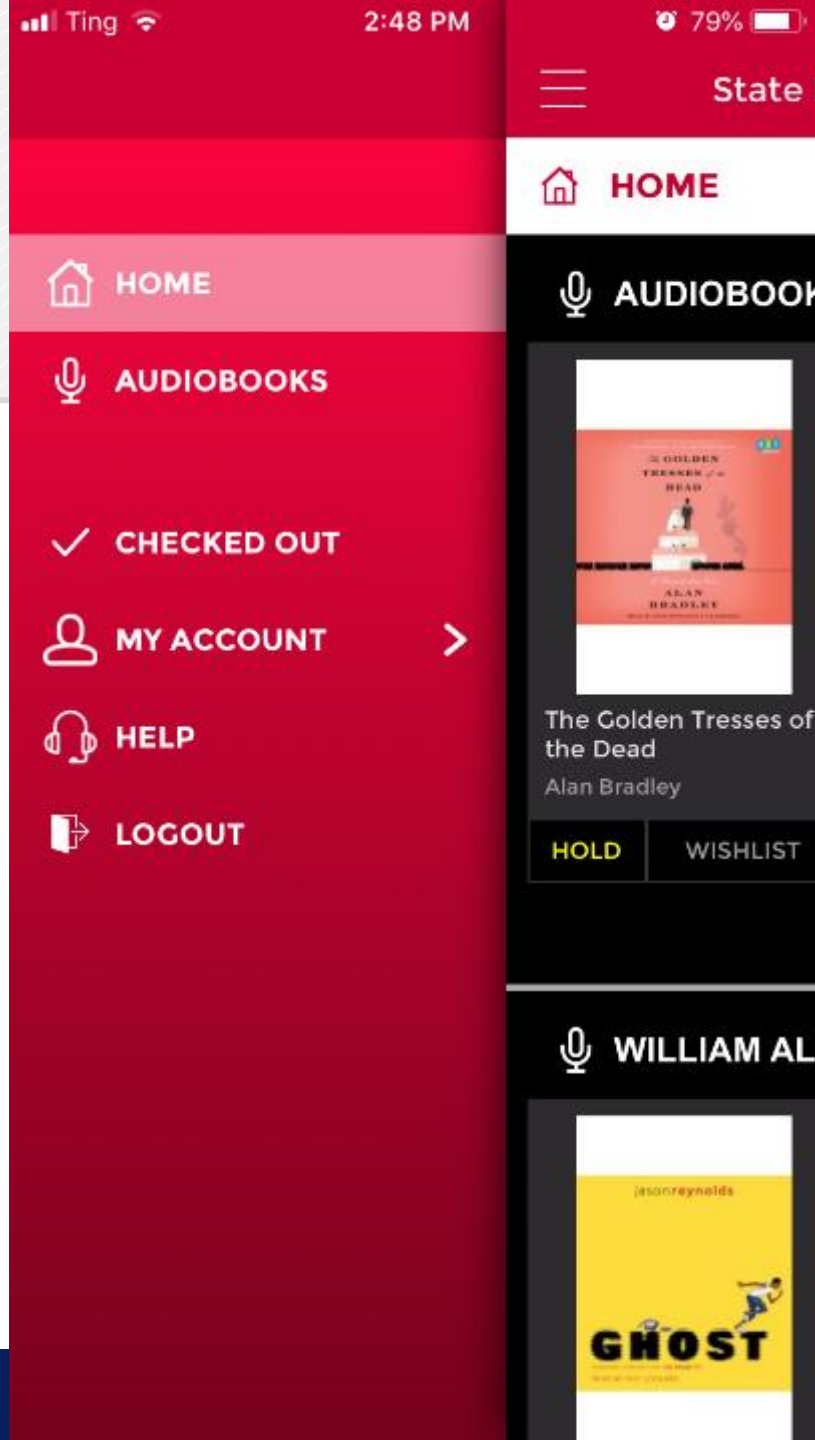 Ting 2:48 PM 79%
State
HOME
HOME
AUDIOBOOKS
CHECKED OUT
MY ACCOUNT
HELP
LOGOUT
AUDIOBOOK
The GOLDEN
TRESSES of the
DEAD
ALAN
BRADLEY
The Golden Tresses of
the Dead
Alan Bradley
HOLD WISHLIST
WILLIAM AL
jasonreynolds
GHOST